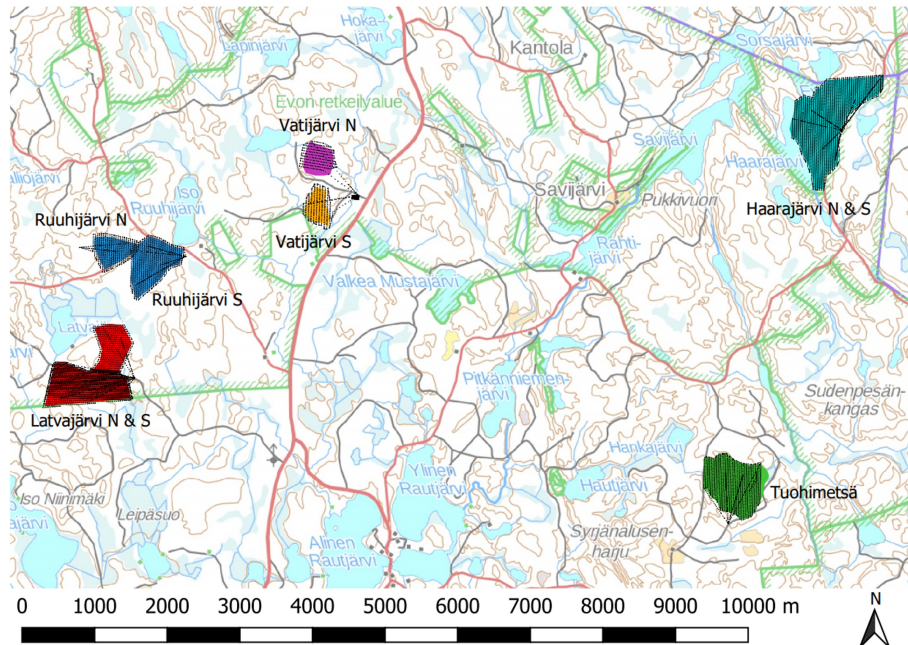 Hoka-
järvi
Lapinjärvi
Kantola
Sorsajärvi
Evon retkeilyalue
Vatijärvi N
Savijärvi
Haarajärvi
Iso
Ruuhijärvi
Savijärvi
Pukkivuori
Ruuhijärvi N
Vatijärvi S
Haarajärvi N & S
Rahti-
järvi
Valkea Mustajärvi
Ruuhijärvi S
Latva
Pitkänniemen-
järvi
Sudenpesän-
kangas
Latvajärvi N & S
Hankajärvi
Ylinen
Rautjärvi
Hautjärvi
Tuohimetsä
Iso Niinimäki
Leipäsuo
Syrjänalusen-
harju
Alinen
Rautjärvi
0 1000 2000 3000 4000 5000 6000 7000 8000 9000 10000 m
N